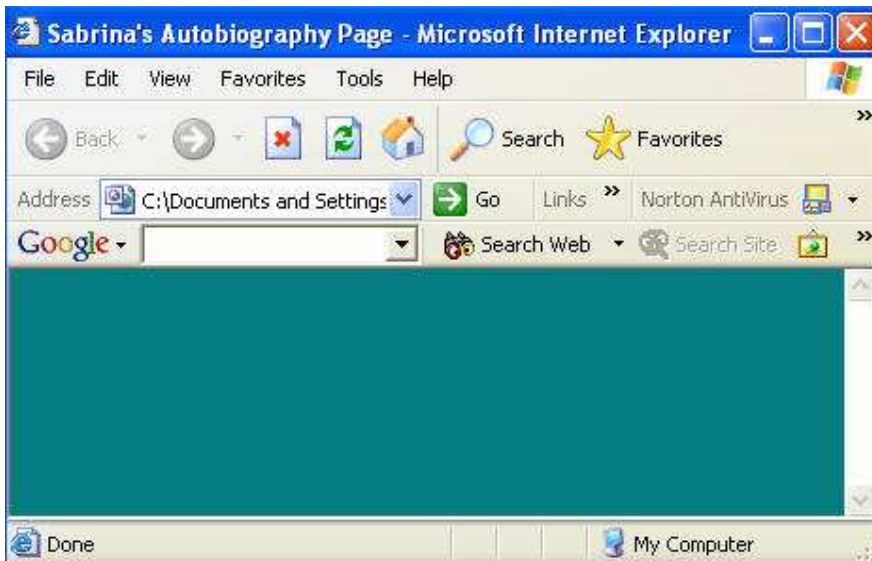 Sabrina's Autobiography Page - Microsoft Internet Explorer
File Edit View Favorites Tools Help
Back Search Favorites »
Address C:\Documents and Settings Go Links » Norton AntiVirus
Google Search Web Search Site »
Done My Computer